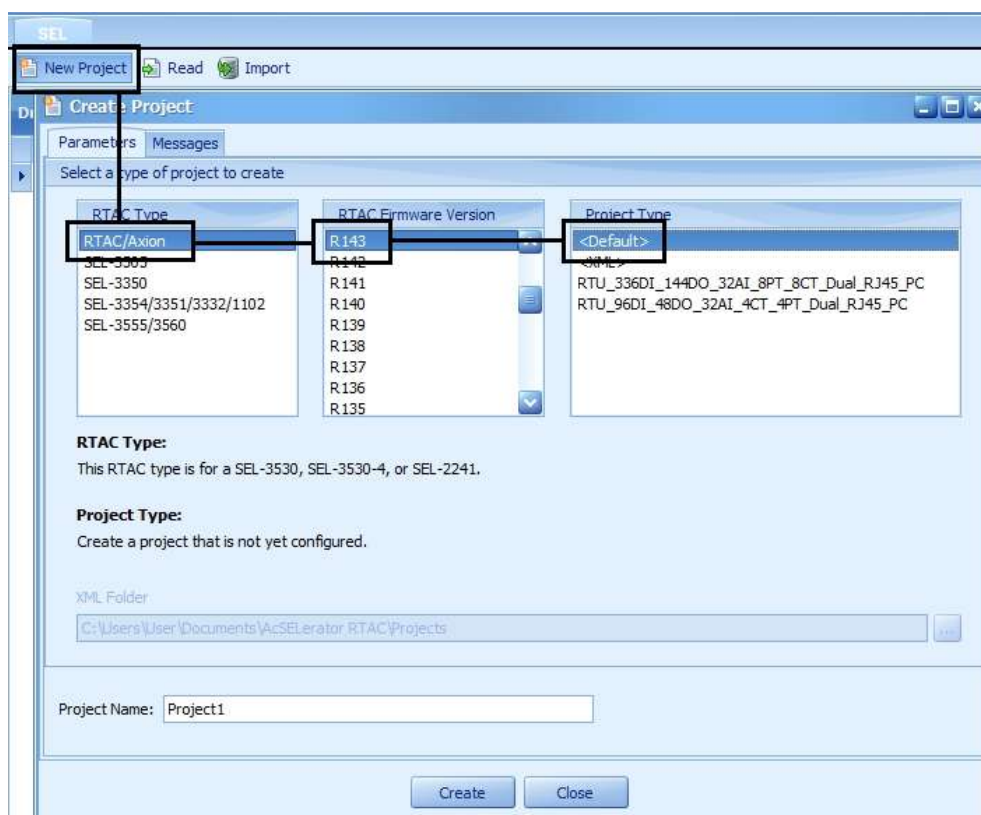 SEL
New Project Read Import
Create Project
Parameters Messages
Select a type of project to create
RTAC Type
RTAC/Axion
SEL-3505
SEL-3350
SEL-3354/3351/3332/1102
SEL-3555/3560
RTAC Firmware Version
R143
R142
R141
R140
R139
R138
R137
R136
R135
Project Type
<Default>
<XML>
RTU_336DI_144DO_32AI_8PT_8CT_Dual_RJ45_PC
RTU_96DI_48DO_32AI_4CT_4PT_Dual_RJ45_PC
RTAC Type:
This RTAC type is for a SEL-3530, SEL-3530-4, or SEL-2241.
Project Type:
Create a project that is not yet configured.
XML Folder
C:\Users\User\Documents\AcSELerator RTAC\Projects
...
Project Name: Project1
Create Close